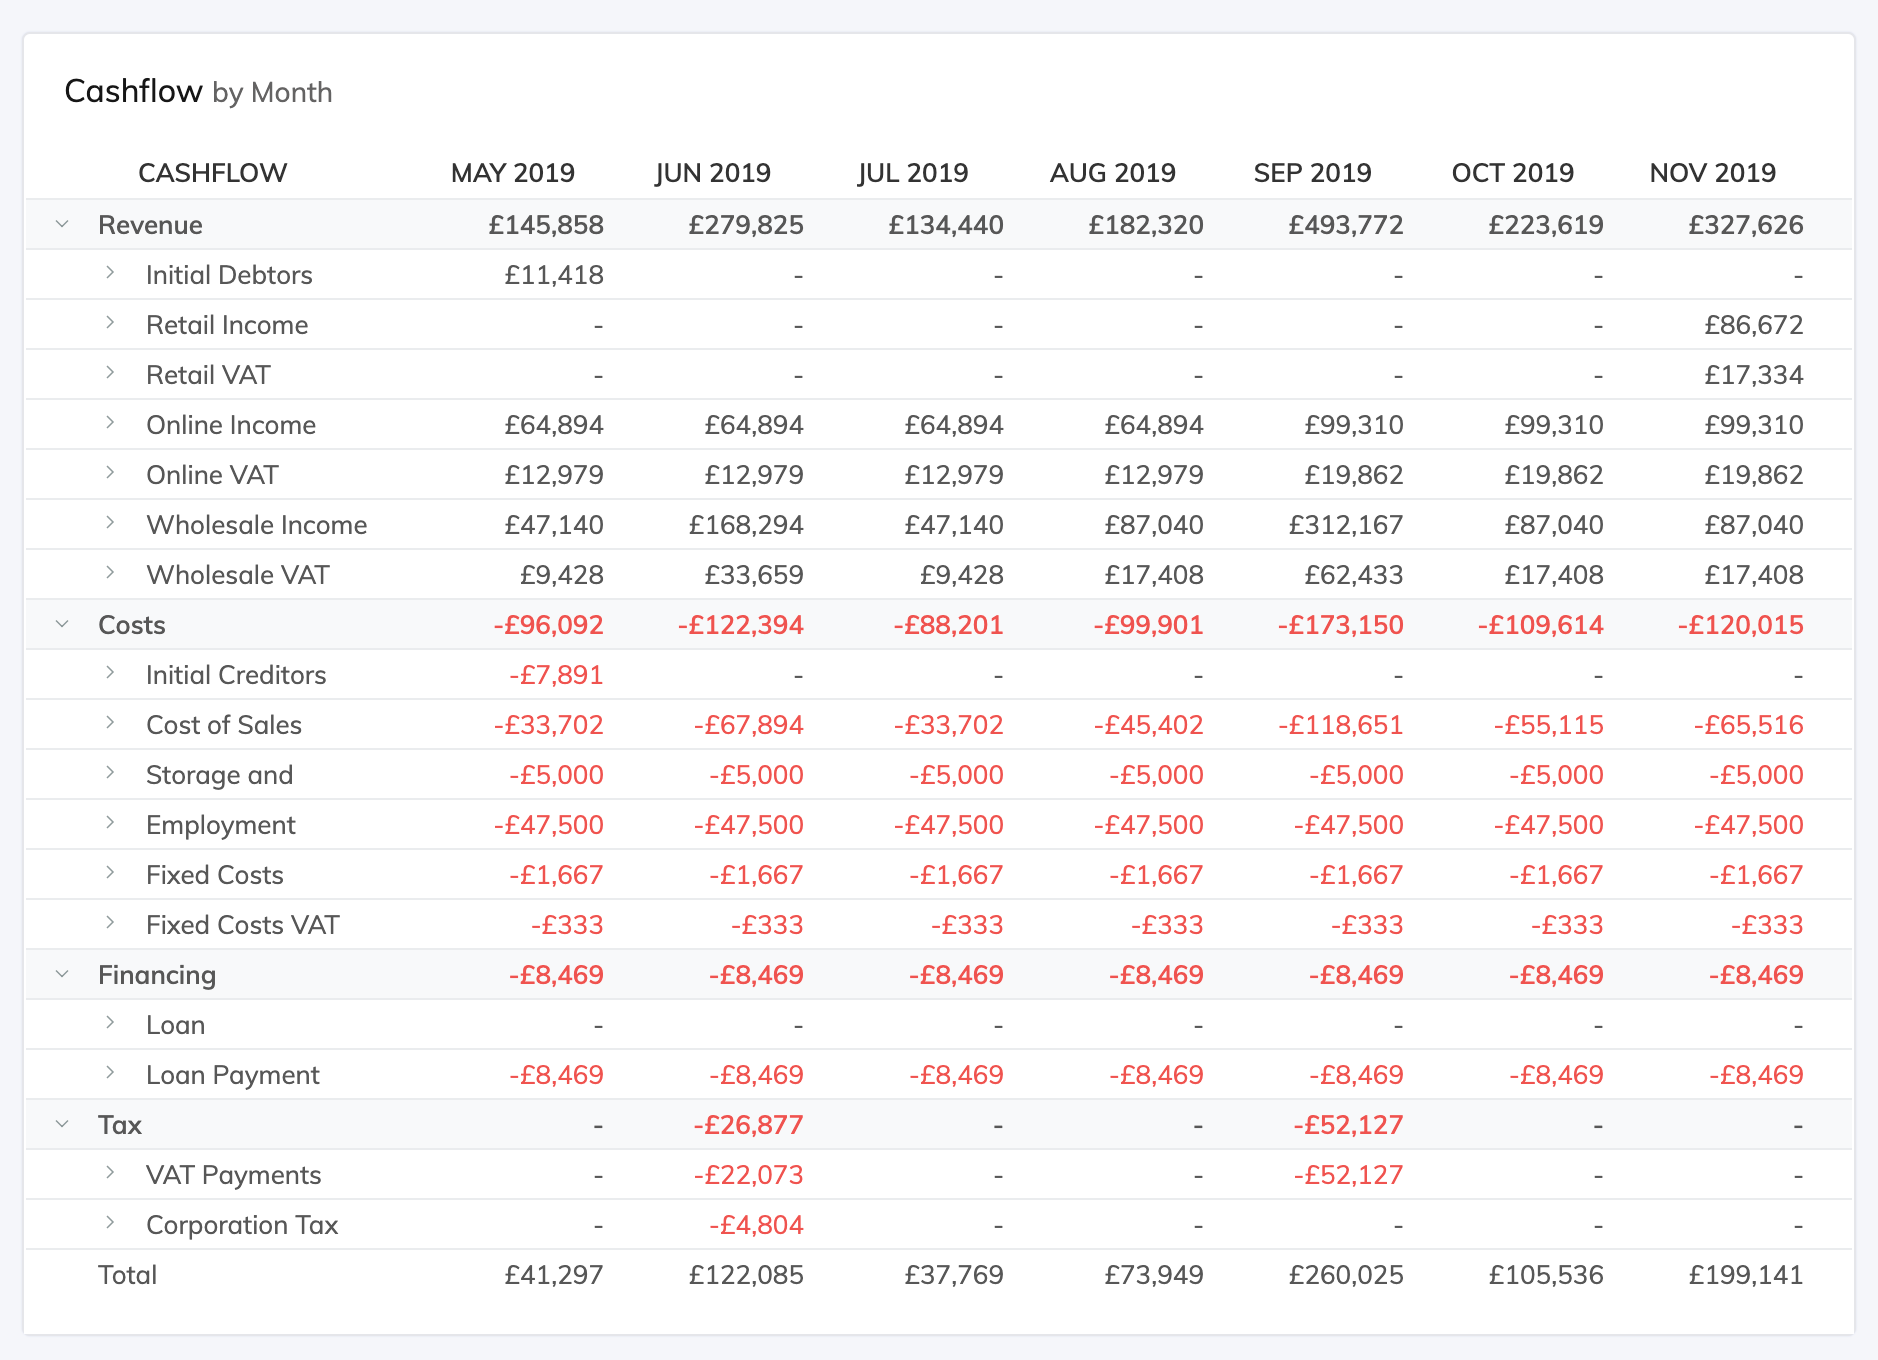 Cashflow by Month
CASHFLOW MAY 2019 JUN 2019 JUL 2019 AUG 2019 SEP 2019 OCT 2019 NOV 2019
Revenue £145,858 £279,825 £134,440 £182,320 £493,772 £223,619 £327,626
Initial Debtors £11,418 - - - - - -
Retail Income - - - - - - £86,672
Retail VAT - - - - - - £17,334
Online Income £64,894 £64,894 £64,894 £64,894 £99,310 £99,310 £99,310
Online VAT £12,979 £12,979 £12,979 £12,979 £19,862 £19,862 £19,862
Wholesale Income £47,140 £168,294 £47,140 £87,040 £312,167 £87,040 £87,040
Wholesale VAT £9,428 £33,659 £9,428 £17,408 £62,433 £17,408 £17,408
Costs -£96,092 -£122,394 -£88,201 -£99,901 -£173,150 -£109,614 -£120,015
Initial Creditors -£7,891 - - - - - -
Cost of Sales -£33,702 -£67,894 -£33,702 -£45,402 -£118,651 -£55,115 -£65,516
Storage and -£5,000 -£5,000 -£5,000 -£5,000 -£5,000 -£5,000 -£5,000
Employment -£47,500 -£47,500 -£47,500 -£47,500 -£47,500 -£47,500 -£47,500
Fixed Costs -£1,667 -£1,667 -£1,667 -£1,667 -£1,667 -£1,667 -£1,667
Fixed Costs VAT -£333 -£333 -£333 -£333 -£333 -£333 -£333
Financing -£8,469 -£8,469 -£8,469 -£8,469 -£8,469 -£8,469 -£8,469
Loan - - - - - - -
Loan Payment -£8,469 -£8,469 -£8,469 -£8,469 -£8,469 -£8,469 -£8,469
Tax - -£26,877 - - -£52,127 - -
VAT Payments - -£22,073 - - -£52,127 - -
Corporation Tax - -£4,804 - - - - -
Total £41,297 £122,085 £37,769 £73,949 £260,025 £105,536 £199,141